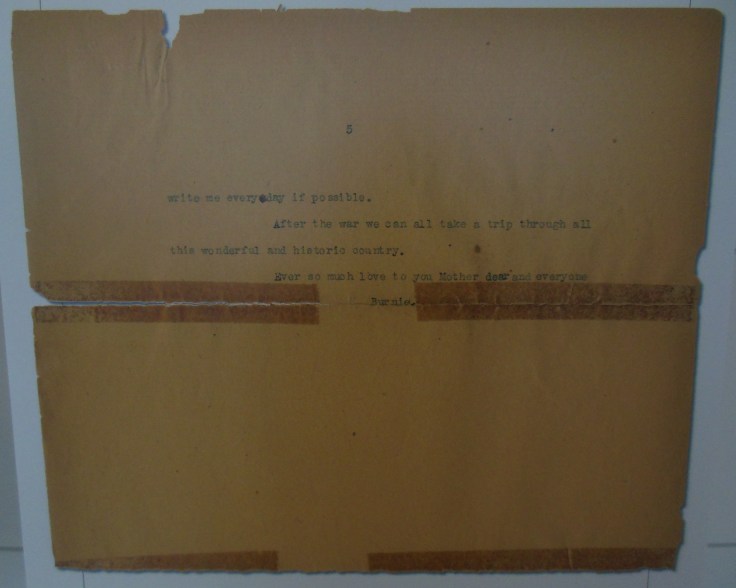 5
write me everyday if possible.
After the war we can all take a trip through all
this wonderful and historic country.
Ever so much love to you Mother dear and everyone
Burnie.